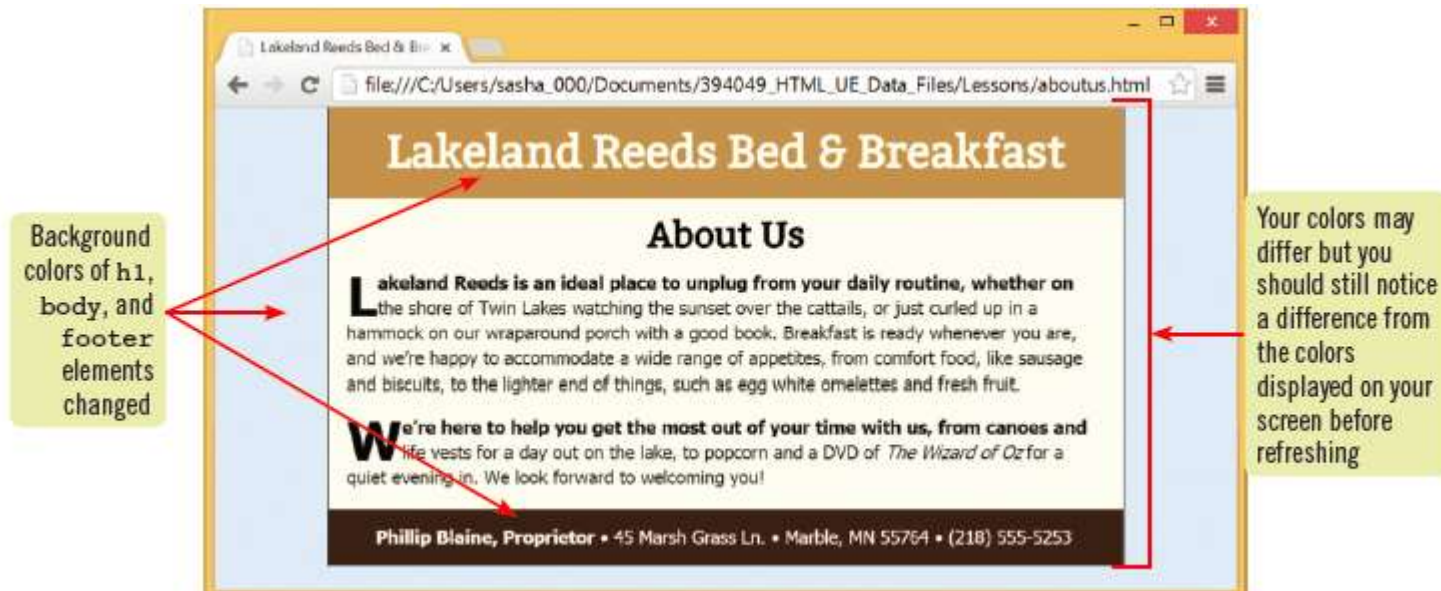 Lakeland Reeds Bed & Bre
file:///C:/Users/sasha_000/Documents/394049_HTML_UE_Data_Files/Lessons/aboutus.html
Lakeland Reeds Bed & Breakfast
About Us
Lakeland Reeds is an ideal place to unplug from your daily routine, whether on
the shore of Twin Lakes watching the sunset over the cattails, or just curled up in a
hammock on our wraparound porch with a good book. Breakfast is ready whenever you are,
and we're happy to accommodate a wide range of appetites, from comfort food, like sausage
and biscuits, to the lighter end of things, such as egg white omelettes and fresh fruit.
We're here to help you get the most out of your time with us, from canoes and
life vests for a day out on the lake, to popcorn and a DVD of The Wizard of Oz for a
quiet evening in. We look forward to welcoming you!
Phillip Blaine, Proprietor • 45 Marsh Grass Ln. • Marble, MN 55764 • (218) 555-5253
Background
colors of h1,
body, and
footer
elements
changed
Your colors may
differ but you
should still notice
a difference from
the colors
displayed on your
screen before
refreshing